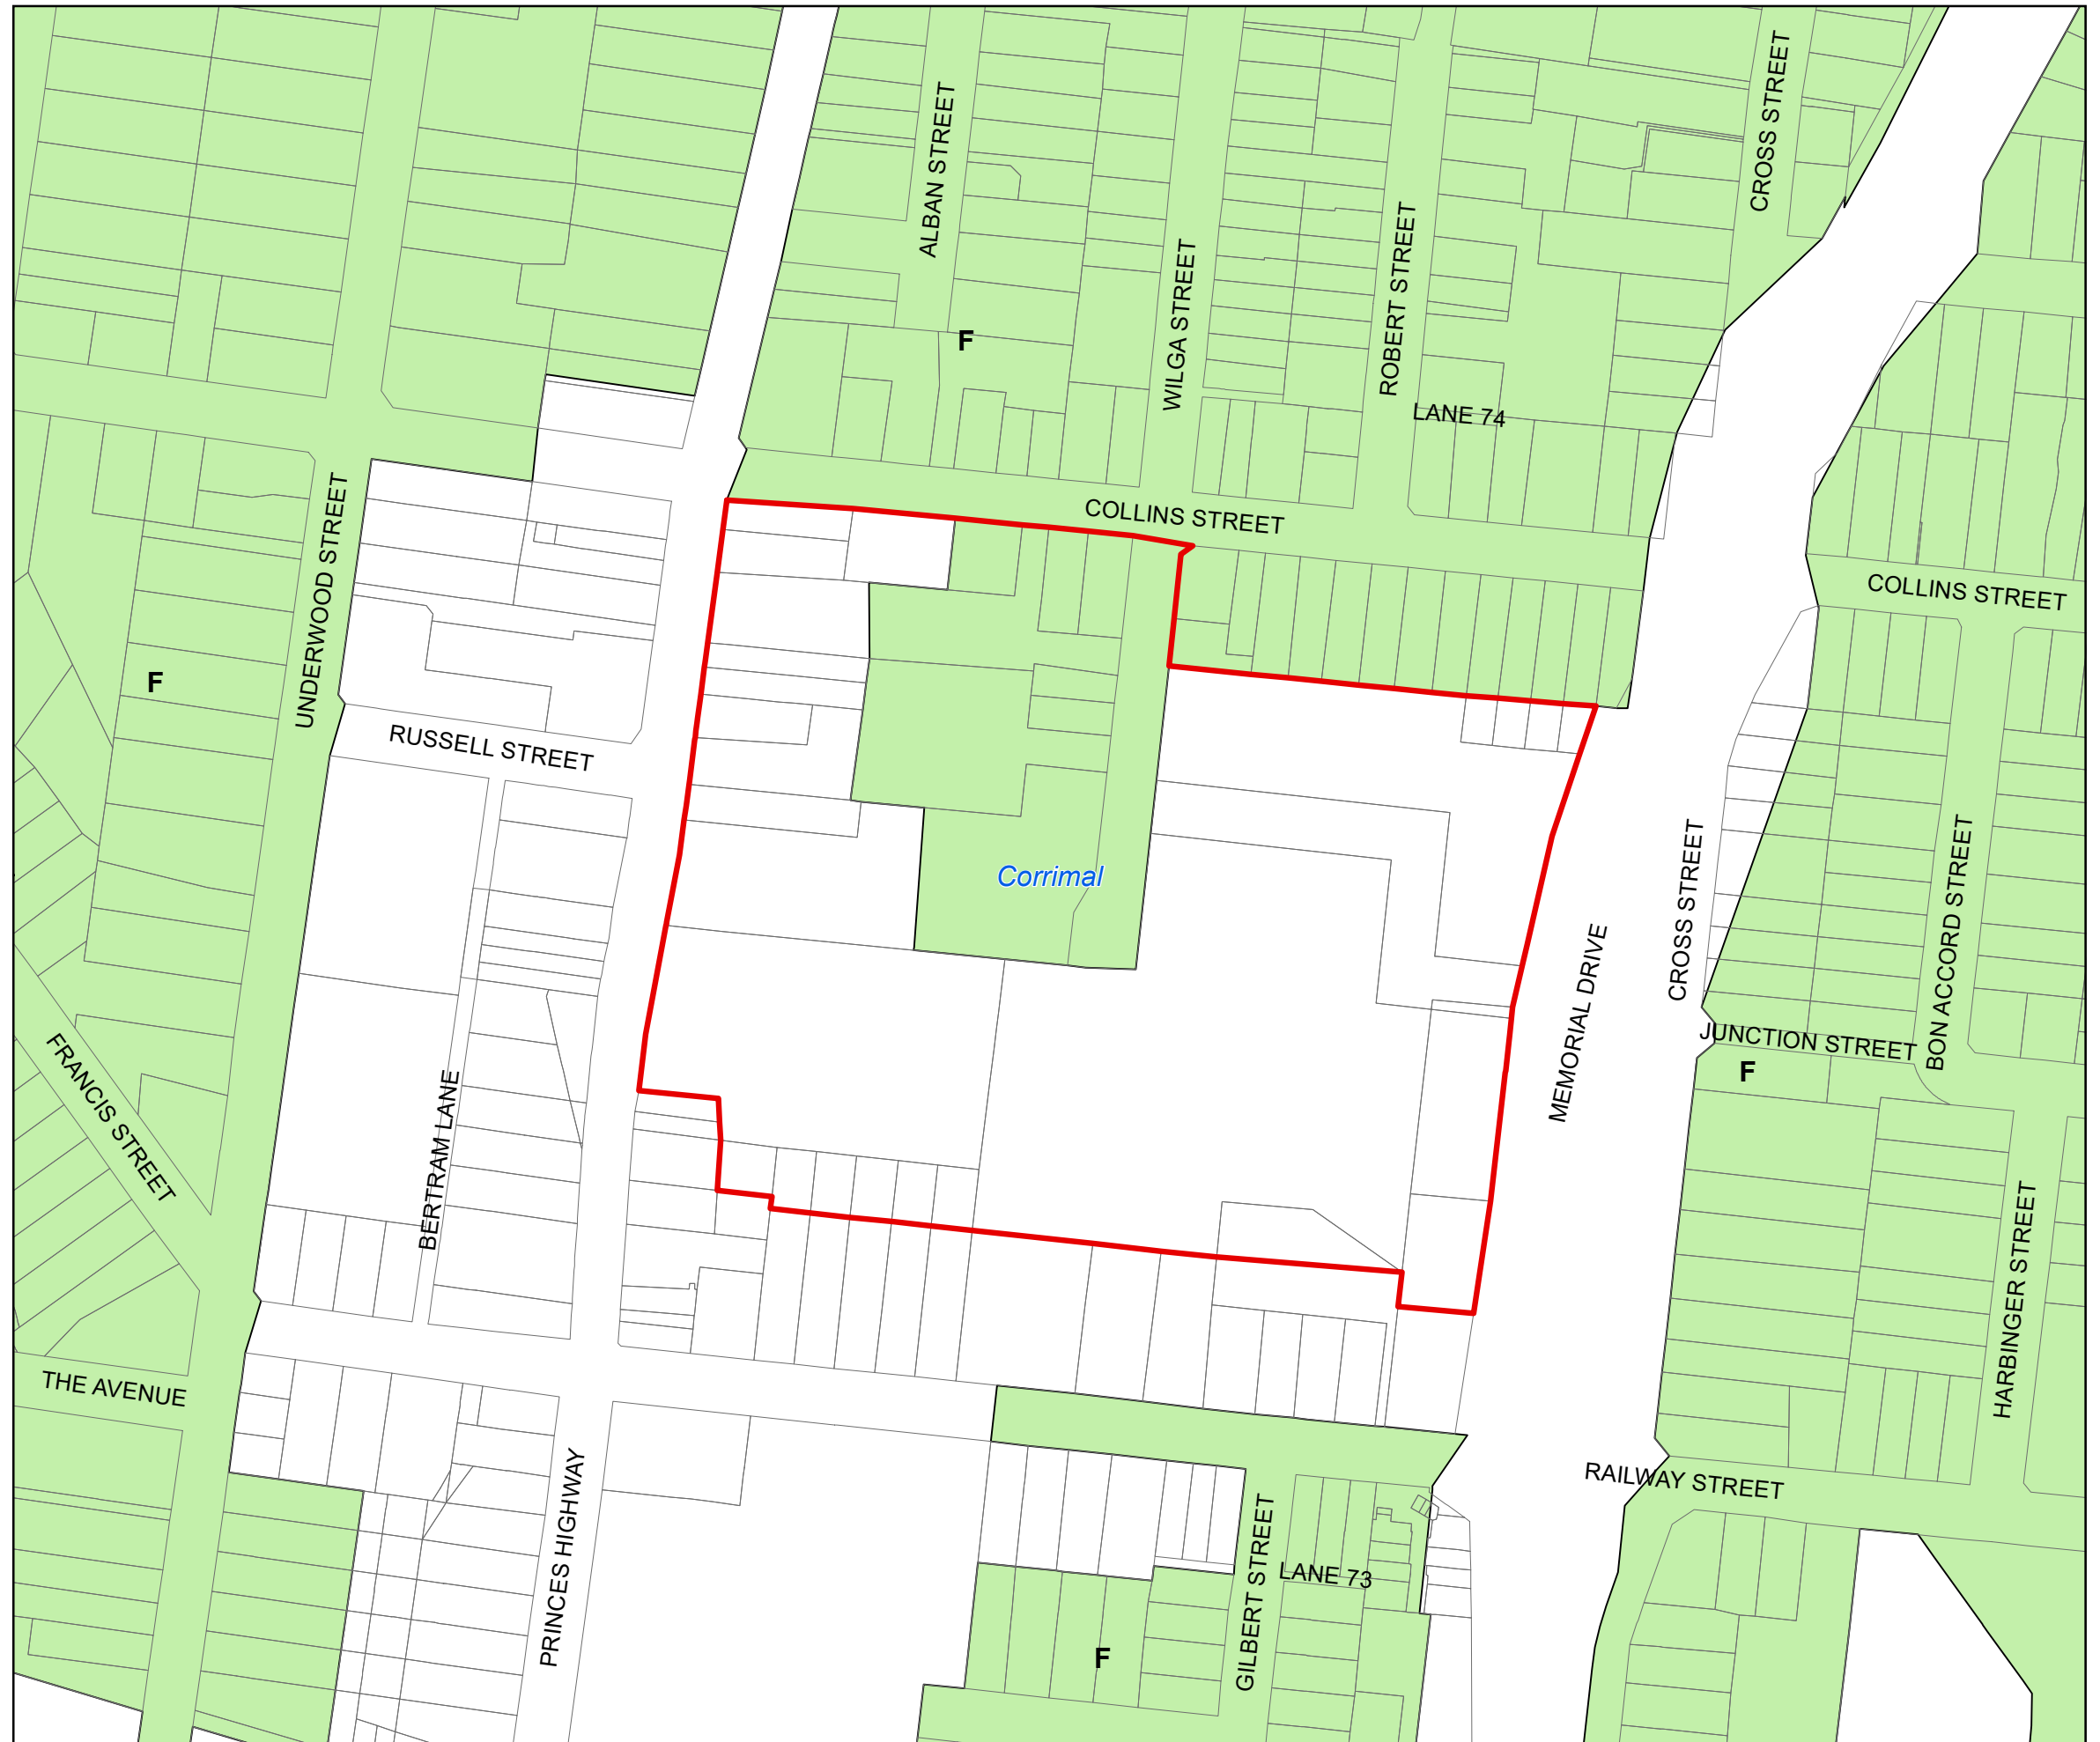 CROSS STREET
ALBAN STREET
ROBERT STREET
WILGA STREET
F
LANE 74
COLLINS STREET
COLLINS STREET
UNDERWOOD STREET
F
RUSSELL STREET
Corrimal
CROSS STREET
BON ACCORD STREET
MEMORIAL DRIVE
JUNCTION STREET
F
FRANCIS STREET
BERTRAM LANE
HARBINGER STREET
THE AVENUE
PRINCES HIGHWAY
RAILWAY STREET
GILBERT STREET
LANE 73
F